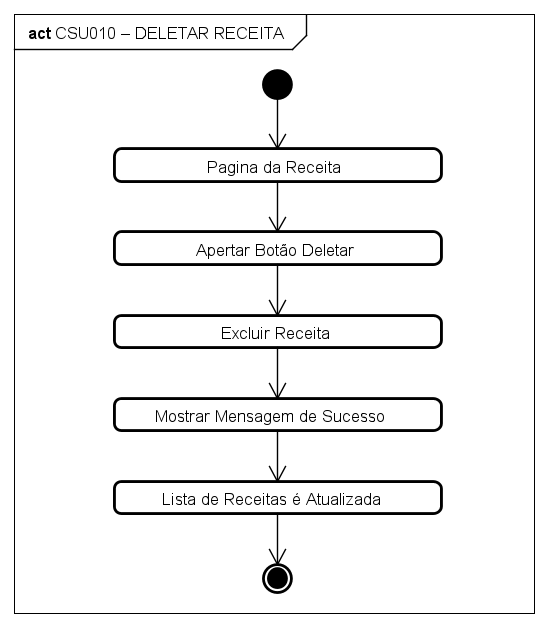 act CSU010 – DELETAR RECEITA
Pagina da Receita
Apertar Botão Deletar
Excluir Receita
Mostrar Mensagem de Sucesso
Lista de Receitas é Atualizada